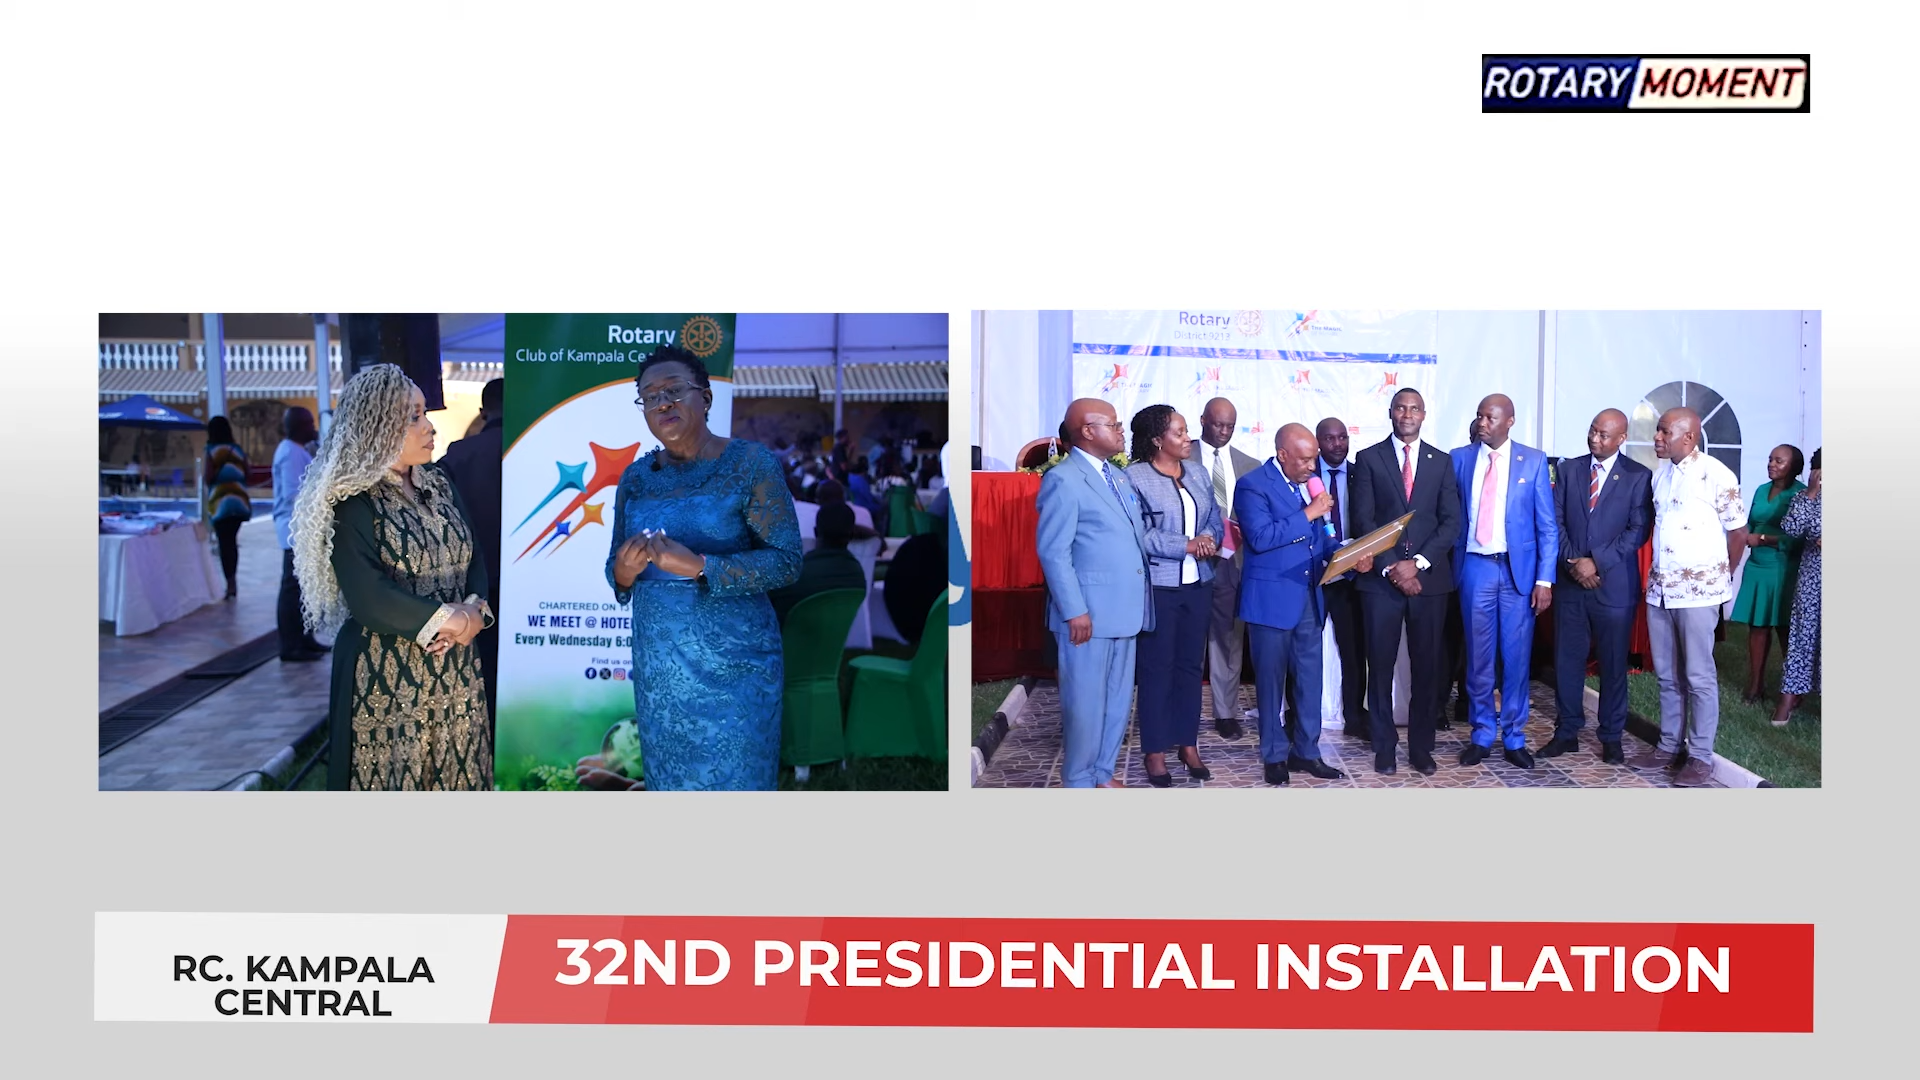 ROTARY MOMENT
Rotary
Club of Kampala Ce
CHARTERED ON 13
WE MEET @ HOTE
Every Wednesday 6:0
Find us on
Rotary
District 9213
RC. KAMPALA
CENTRAL
32ND PRESIDENTIAL INSTALLATION